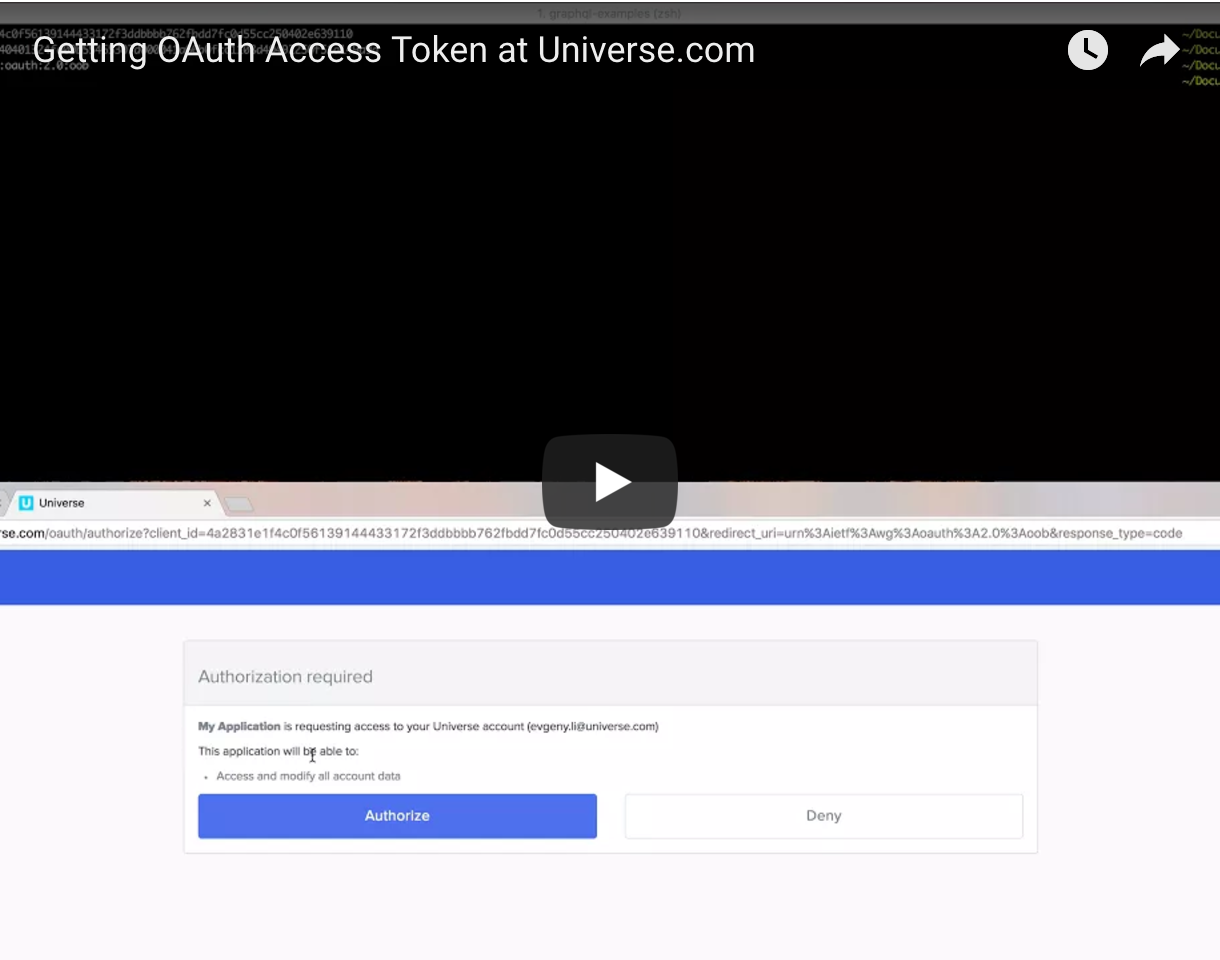 1. graphql-examples (zsh)
4c0f56139144433172f3ddbbbb762fbdd7fc0d55cc250402e639110
~/Docu
Getting OAuth Access Token at Universe.com
~/Docu
:oauth:2.0:oob
~/Docu
~/Docu
Universe
rse.com/oauth/authorize?client_id=4a2831e1f4c0f56139144433172f3ddbbbb762fbdd7fc0d55cc250402e639110&redirect_uri=urn%3Aietf%3Awg%3Aoauth%3A2.0%3Aoob&response_type=code
Authorization required
My Application is requesting access to your Universe account (evgeny.li@universe.com)
This application will be able to:
• Access and modify all account data
Authorize
Deny